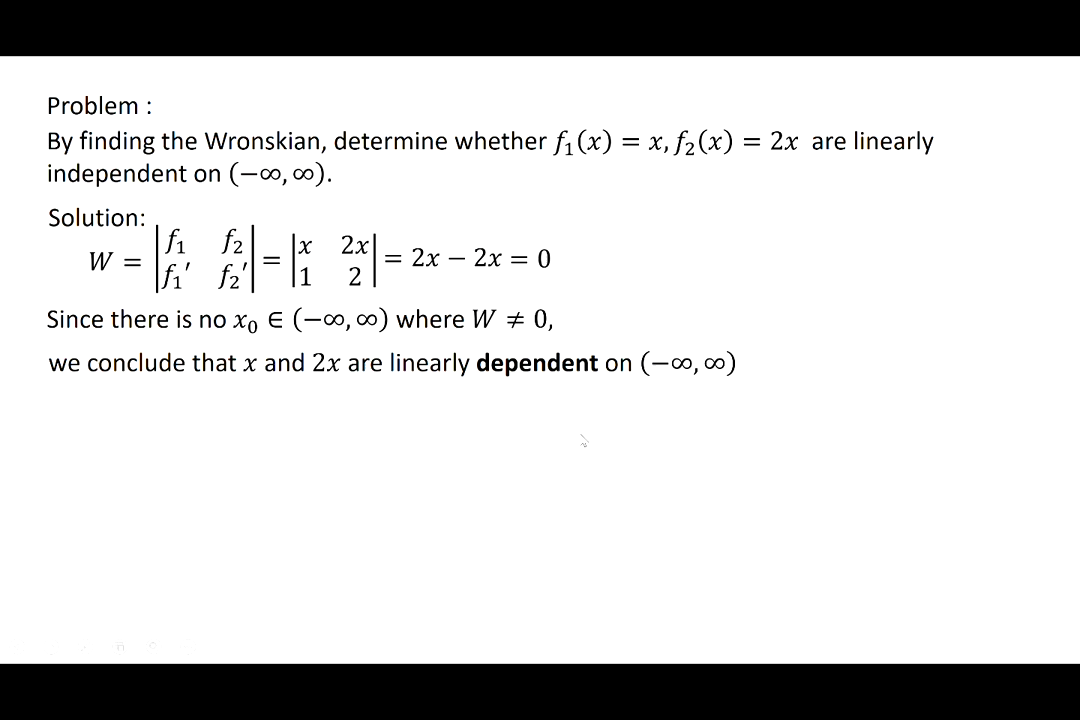 Problem :
By finding the Wronskian, determine whether f₁(x) = x, f₂(x) = 2x are linearly
independent on (−∞, ∞).
Solution:
W = |f₁ f₂; f₁′ f₂′| = |x 2x; 1 2| = 2x − 2x = 0
Since there is no x₀ ∈ (−∞, ∞) where W ≠ 0,
we conclude that x and 2x are linearly dependent on (−∞, ∞)